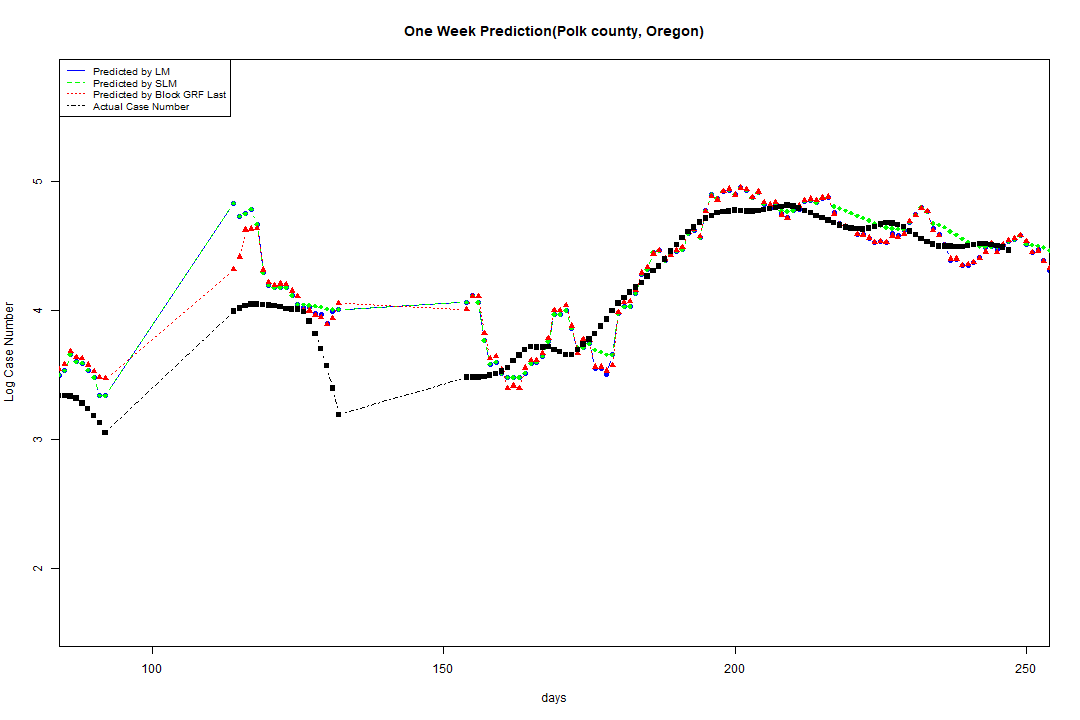 One Week Prediction(Polk county, Oregon)
Predicted by LM
Predicted by SLM
Predicted by Block GRF Last
Actual Case Number
5
4
3
2
Log Case Number
100
150
200
250
days